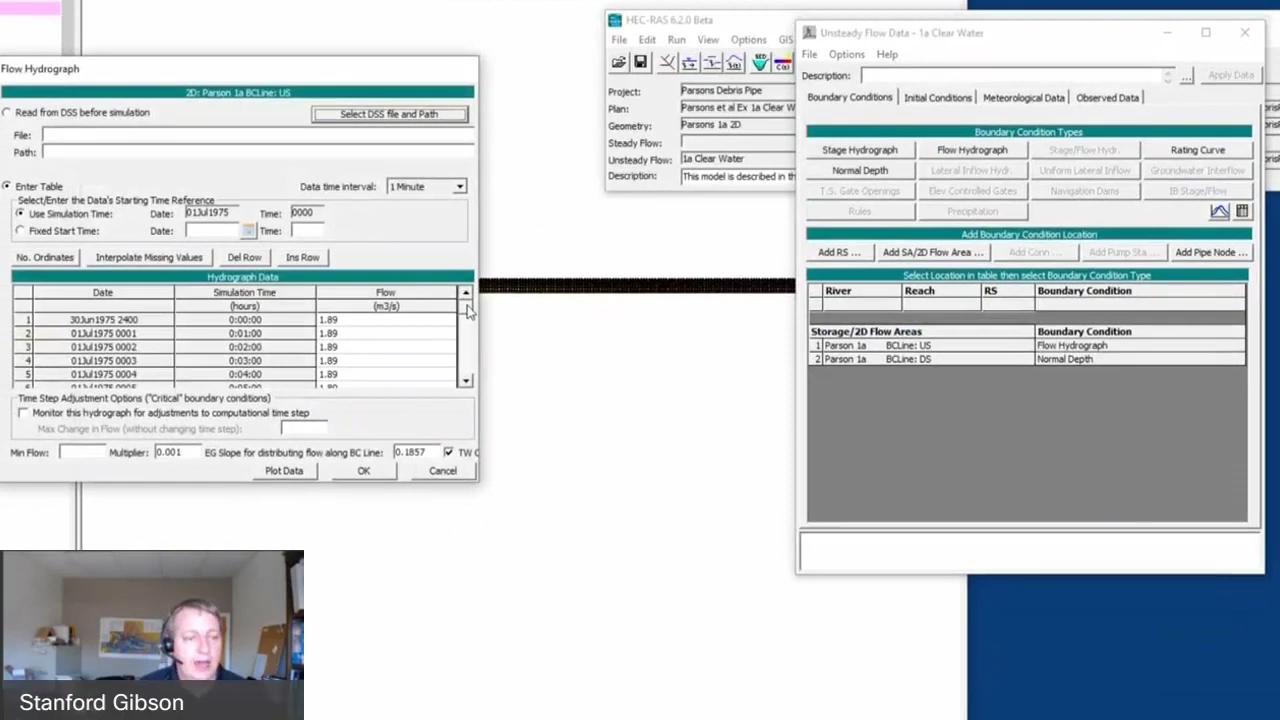 Flow Hydrograph
2D: Parson 1a BCLine: US
Read from DSS before simulation
Select DSS file and Path
File:
Path:
Enter Table
Data time interval: 1 Minute
Select/Enter the Data's Starting Time Reference
Use Simulation Time: Date: 01Jul1975 Time: 0000
Fixed Start Time: Date: Time:
No. Ordinates Interpolate Missing Values Del Row Ins Row
Hydrograph Data
Date Simulation Time Flow
(hours) (m3/s)
1 30Jun1975 2400 0:00:00 1.89
2 01Jul1975 0001 0:01:00 1.89
3 01Jul1975 0002 0:02:00 1.89
4 01Jul1975 0003 0:03:00 1.89
5 01Jul1975 0004 0:04:00 1.89
Time Step Adjustment Options ("Critical" boundary conditions)
Monitor this hydrograph for adjustments to computational time step
Max Change in Flow (without changing time step):
Min Flow: Multiplier: 0.001 EG Slope for distributing flow along BC Line: 0.1857 TW
Plot Data OK Cancel
HEC-RAS 6.2.0 Beta
File Edit Run View Options GIS
Project: Parsons Debris Pipe
Plan: Parsons et al Ex 1a Clear W
Geometry: Parsons 1a 2D
Steady Flow:
Unsteady Flow: 1a Clear Water
Description: This model is described in th
Unsteady Flow Data - 1a Clear Water
File Options Help
Description: ... Apply Data
Boundary Conditions Initial Conditions Meteorological Data Observed Data
Boundary Condition Types
Stage Hydrograph Flow Hydrograph Stage/Flow Hydr. Rating Curve
Normal Depth Lateral Inflow Hydr. Uniform Lateral Inflow Groundwater Interflow
T.S. Gate Openings Elev Controlled Gates Navigation Dams IB Stage/Flow
Rules Precipitation
Add Boundary Condition Location
Add RS ... Add SA/2D Flow Area ... Add Conn ... Add Pump Sta ... Add Pipe Node ...
Select Location in table then select Boundary Condition Type
River Reach RS Boundary Condition
Storage/2D Flow Areas Boundary Condition
1 Parson 1a BCLine: US Flow Hydrograph
2 Parson 1a BCLine: DS Normal Depth
Stanford Gibson